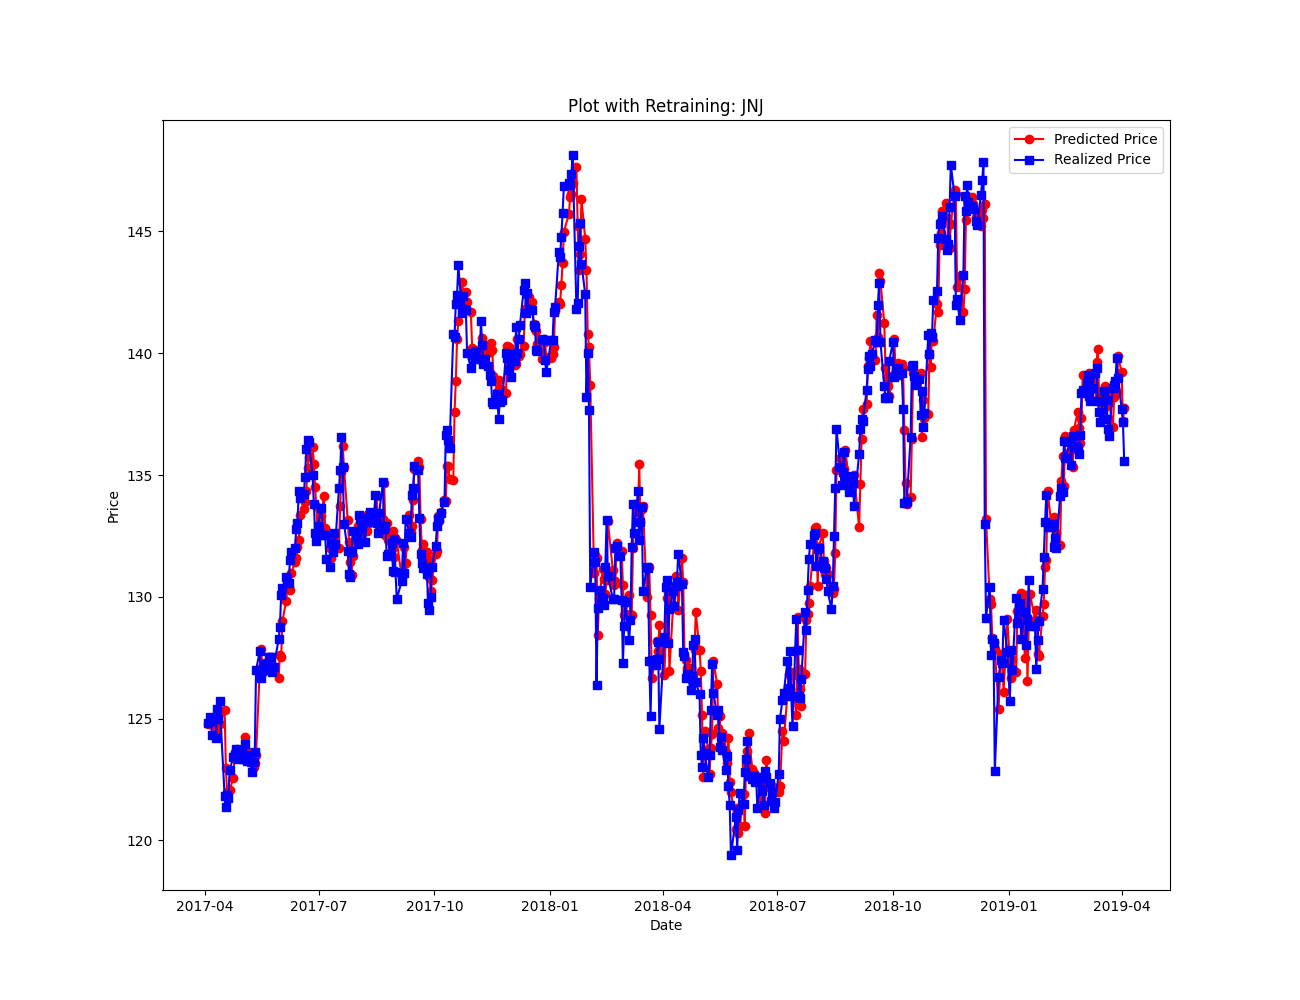 Plot with Retraining: JNJ
Predicted Price
Realized Price
Price
145
140
135
130
125
120
2017-04 2017-07 2017-10 2018-01 2018-04 2018-07 2018-10 2019-01 2019-04
Date